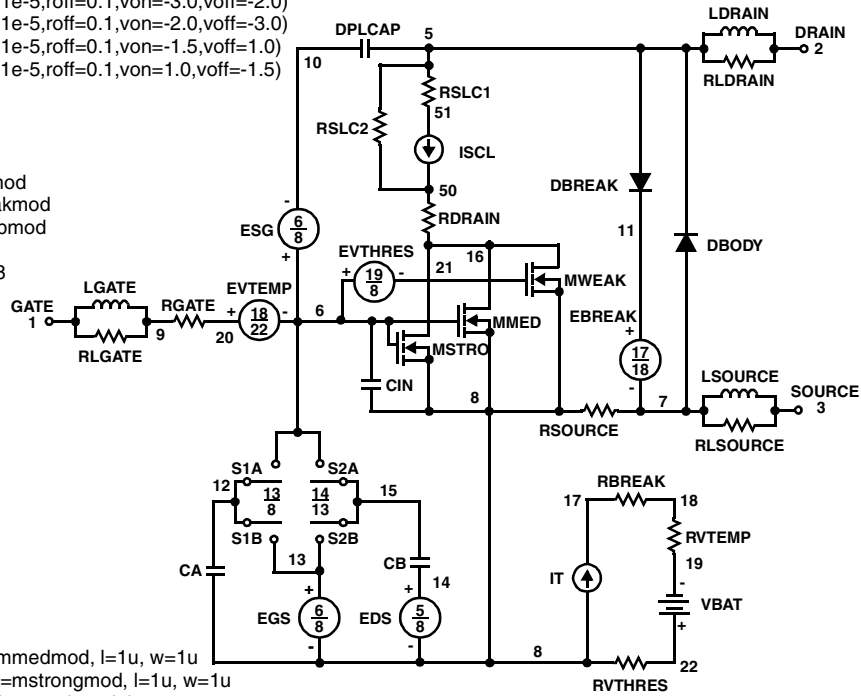 1e-5,roff=0.1,von=-3.0,voff=-2.0)
1e-5,roff=0.1,von=-2.0,voff=-3.0)
1e-5,roff=0.1,von=-1.5,voff=1.0)
1e-5,roff=0.1,von=1.0,voff=-1.5)
LDRAIN
DPLCAP 5
DRAIN
2
10
RLDRAIN
RSLC1
51
RSLC2
ISCL
50
DBREAK
RDRAIN
11
DBODY
-
ESG 6
8
+
EVTHRES
+ 19 -
8
21
16
MWEAK
LGATE
GATE
1
RLGATE
9
RGATE
20
EVTEMP
+ 18 -
22
6
MMED
MSTRO
EBREAK
+
17
18
-
CIN
8
RSOURCE
7
LSOURCE
SOURCE
3
RLSOURCE
S1A
S2A
12
13
8
14
13
15
S1B
S2B
13
CA
CB
14
+
EGS 6
8
-
+
EDS 5
8
-
RBREAK
17
18
RVTEMP
19
IT
-
VBAT
+
8
22
RVTHRES
mmedmod, l=1u, w=1u
=mstrongmod, l=1u, w=1u